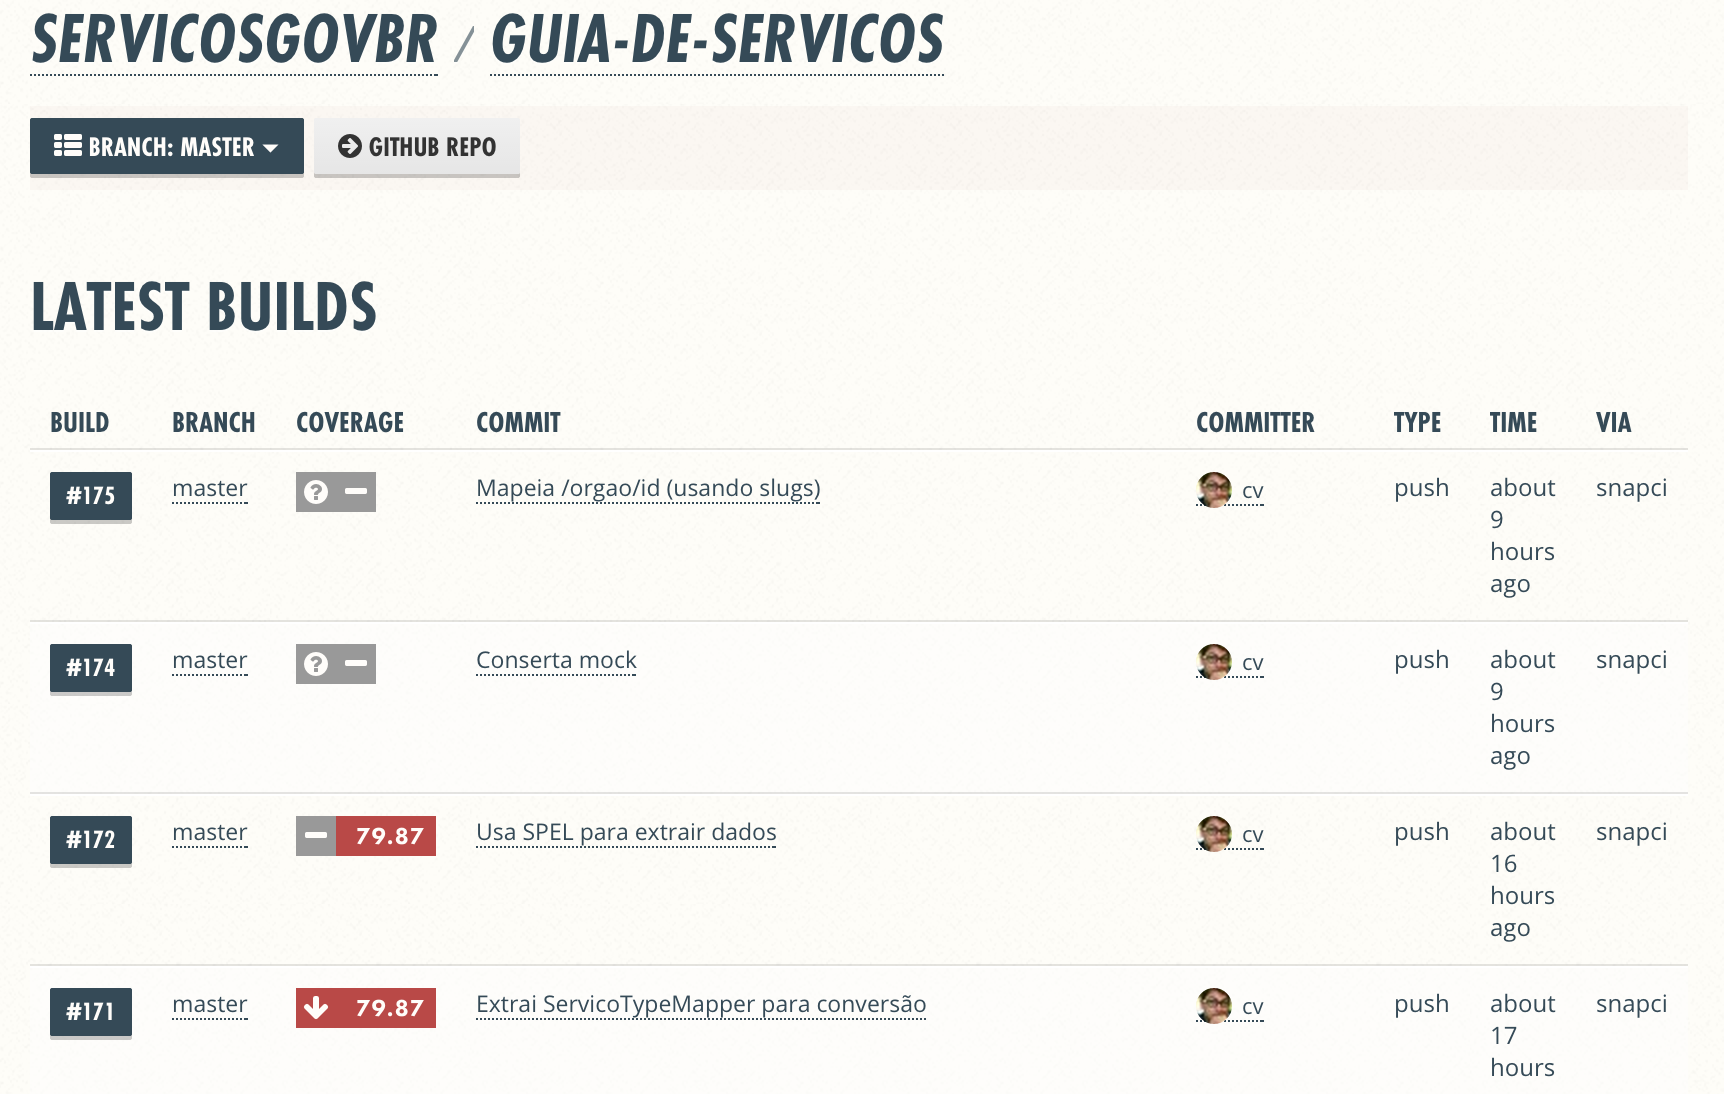 SERVICOSGOVBR / GUIA-DE-SERVICOS
BRANCH: MASTER
GITHUB REPO
LATEST BUILDS
BUILD BRANCH COVERAGE COMMIT COMMITTER TYPE TIME VIA
#175 master ? – Mapeia /orgao/id (usando slugs) cv push about 9 hours ago snapci
#174 master ? – Conserta mock cv push about 9 hours ago snapci
#172 master – 79.87 Usa SPEL para extrair dados cv push about 16 hours ago snapci
#171 master 79.87 Extrai ServicoTypeMapper para conversão cv push about 17 hours snapci